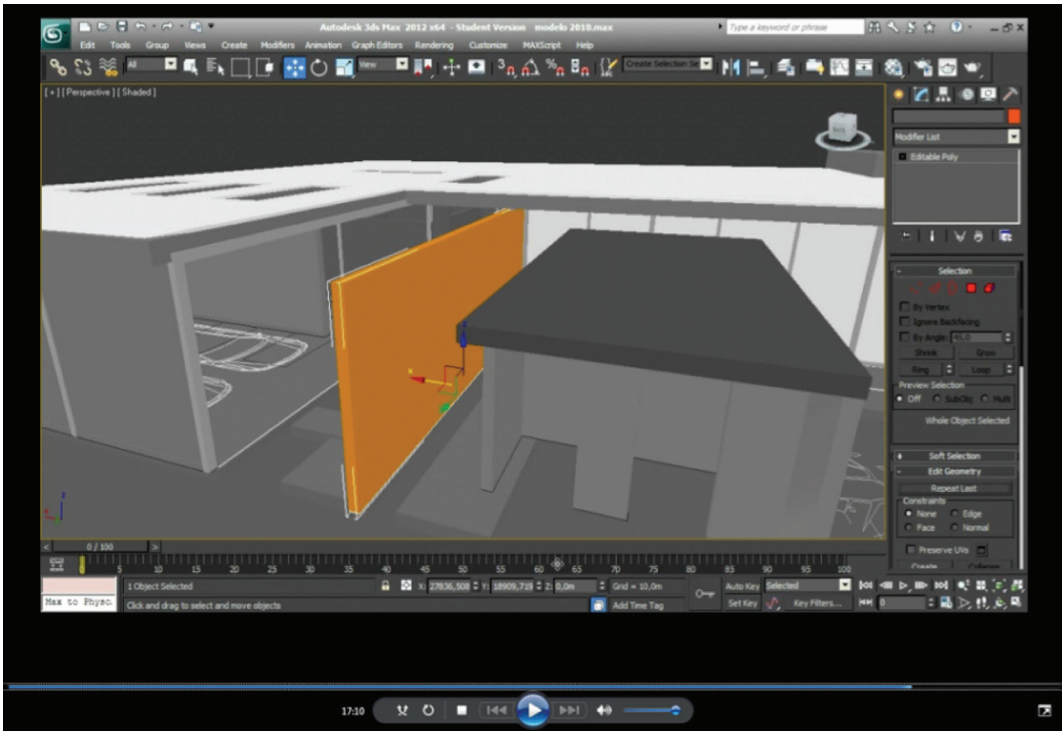 Autodesk 3ds Max 2012 x64 - Student Version modelo 2010.max
Type a keyword or phrase
Edit Tools Group Views Create Modifiers Animation Graph Editors Rendering Customize MAXScript Help
All
View
Create Selection Se
[ + ] [ Perspective ] [ Shaded ]
Modifier List
Editable Poly
Selection
By Vertex
Ignore Backfacing
By Angle: 45,0
Shrink Grow
Ring Loop
Preview Selection
Off SubObj Multi
Whole Object Selected
+ Soft Selection
- Edit Geometry
Repeat Last
Constraints
None Edge
Face Normal
Preserve UVs
Create Collapse
< 0 / 100 >
0 5 10 15 20 25 30 35 40 45 50 55 60 65 70 75 80 85 90 95 100
1 Object Selected
X: 27836,508 Y: 18909,719 Z: 0,0m
Grid = 10,0m
Auto Key Selected
Max to Physc.
Click and drag to select and move objects
Add Time Tag
Set Key Key Filters...
0
17:10